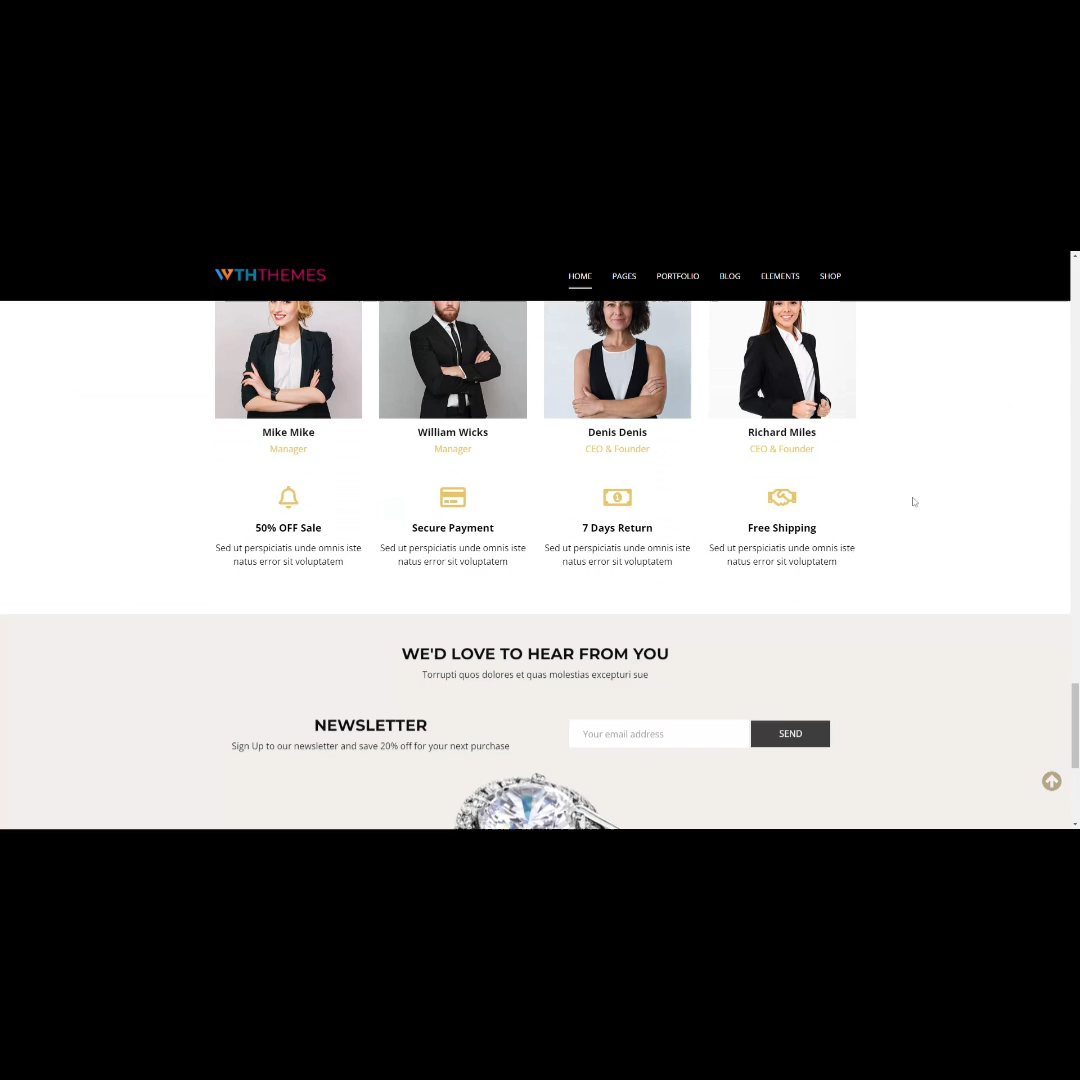 WTHTHEMES
HOME PAGES PORTFOLIO BLOG ELEMENTS SHOP
Mike Mike William Wicks Denis Denis Richard Miles
Manager Manager CEO & Founder CEO & Founder
50% OFF Sale Secure Payment 7 Days Return Free Shipping
Sed ut perspiciatis unde omnis iste Sed ut perspiciatis unde omnis iste Sed ut perspiciatis unde omnis iste Sed ut perspiciatis unde omnis iste
natus error sit voluptatem natus error sit voluptatem natus error sit voluptatem natus error sit voluptatem
WE'D LOVE TO HEAR FROM YOU
Torrupti quos dolores et quas molestias excepturi sue
NEWSLETTER
Sign Up to our newsletter and save 20% off for your next purchase
Your email address
SEND